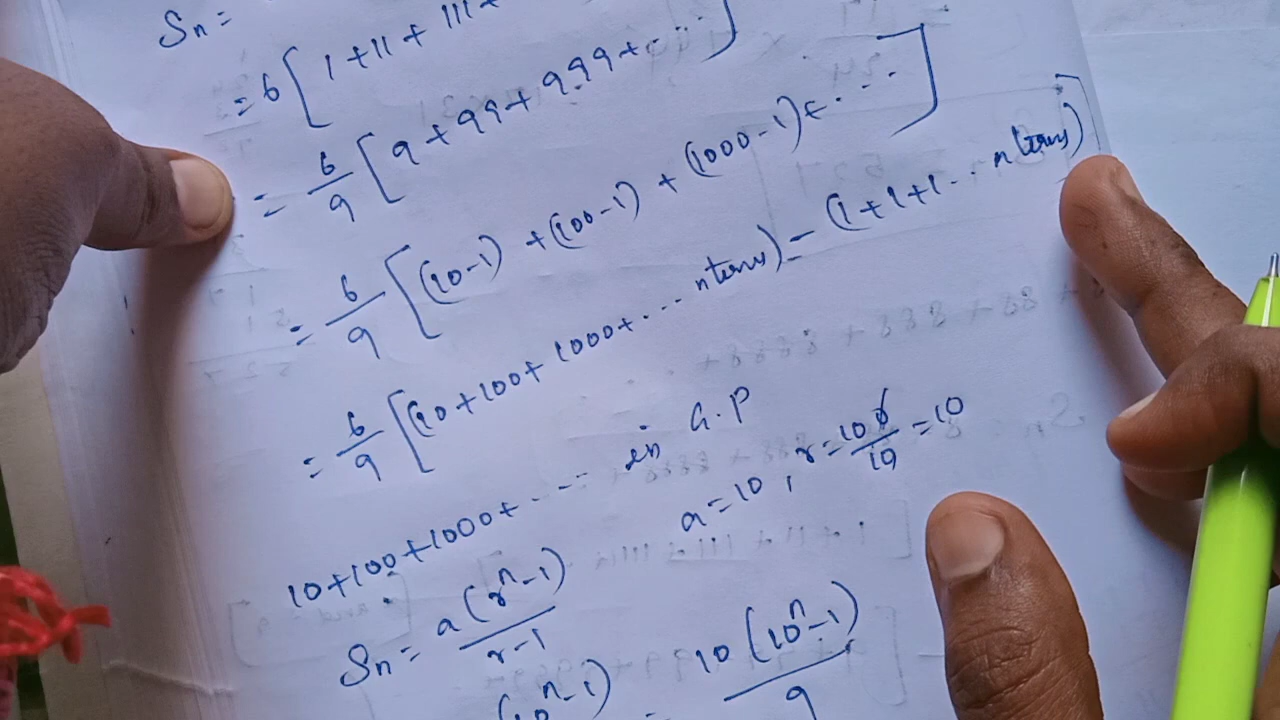 Sn =
= 6 [ 1 + 11 + 111 +
= 6/9 [ 9 + 99 + 999 + ... ]
= 6/9 [ (10-1) + (100-1) + (1000-1) + ... ]
= 6/9 [ (10 + 100 + 1000 + ... n terms) - (1 + 1 + 1 ... n terms) ]
10 + 100 + 1000 + ... in G.P
a = 10, r = 100/10 = 10
Sn = a(r^n - 1)/r-1
(10^n - 1) = 10(10^n - 1)/9